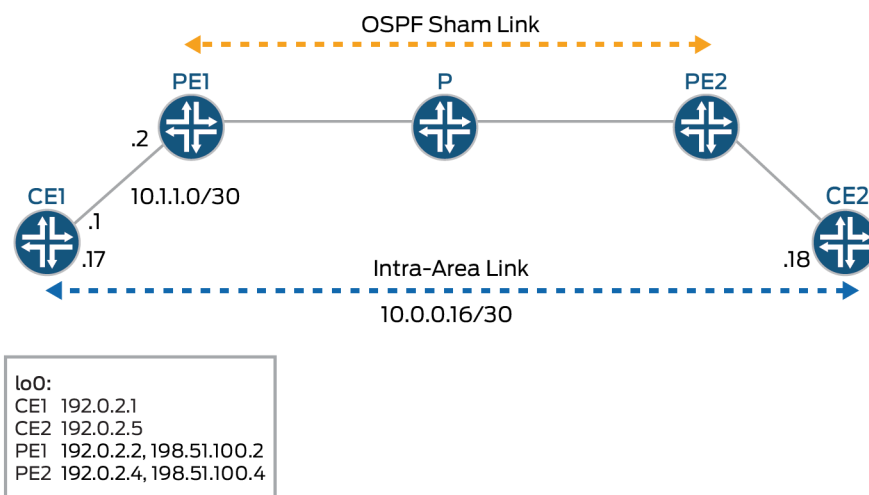 OSPF Sham Link
PE1
P
PE2
.2
10.1.1.0/30
CE1
CE2
.1
.17
Intra-Area Link
.18
10.0.0.16/30
lo0:
CE1 192.0.2.1
CE2 192.0.2.5
PE1 192.0.2.2, 198.51.100.2
PE2 192.0.2.4, 198.51.100.4